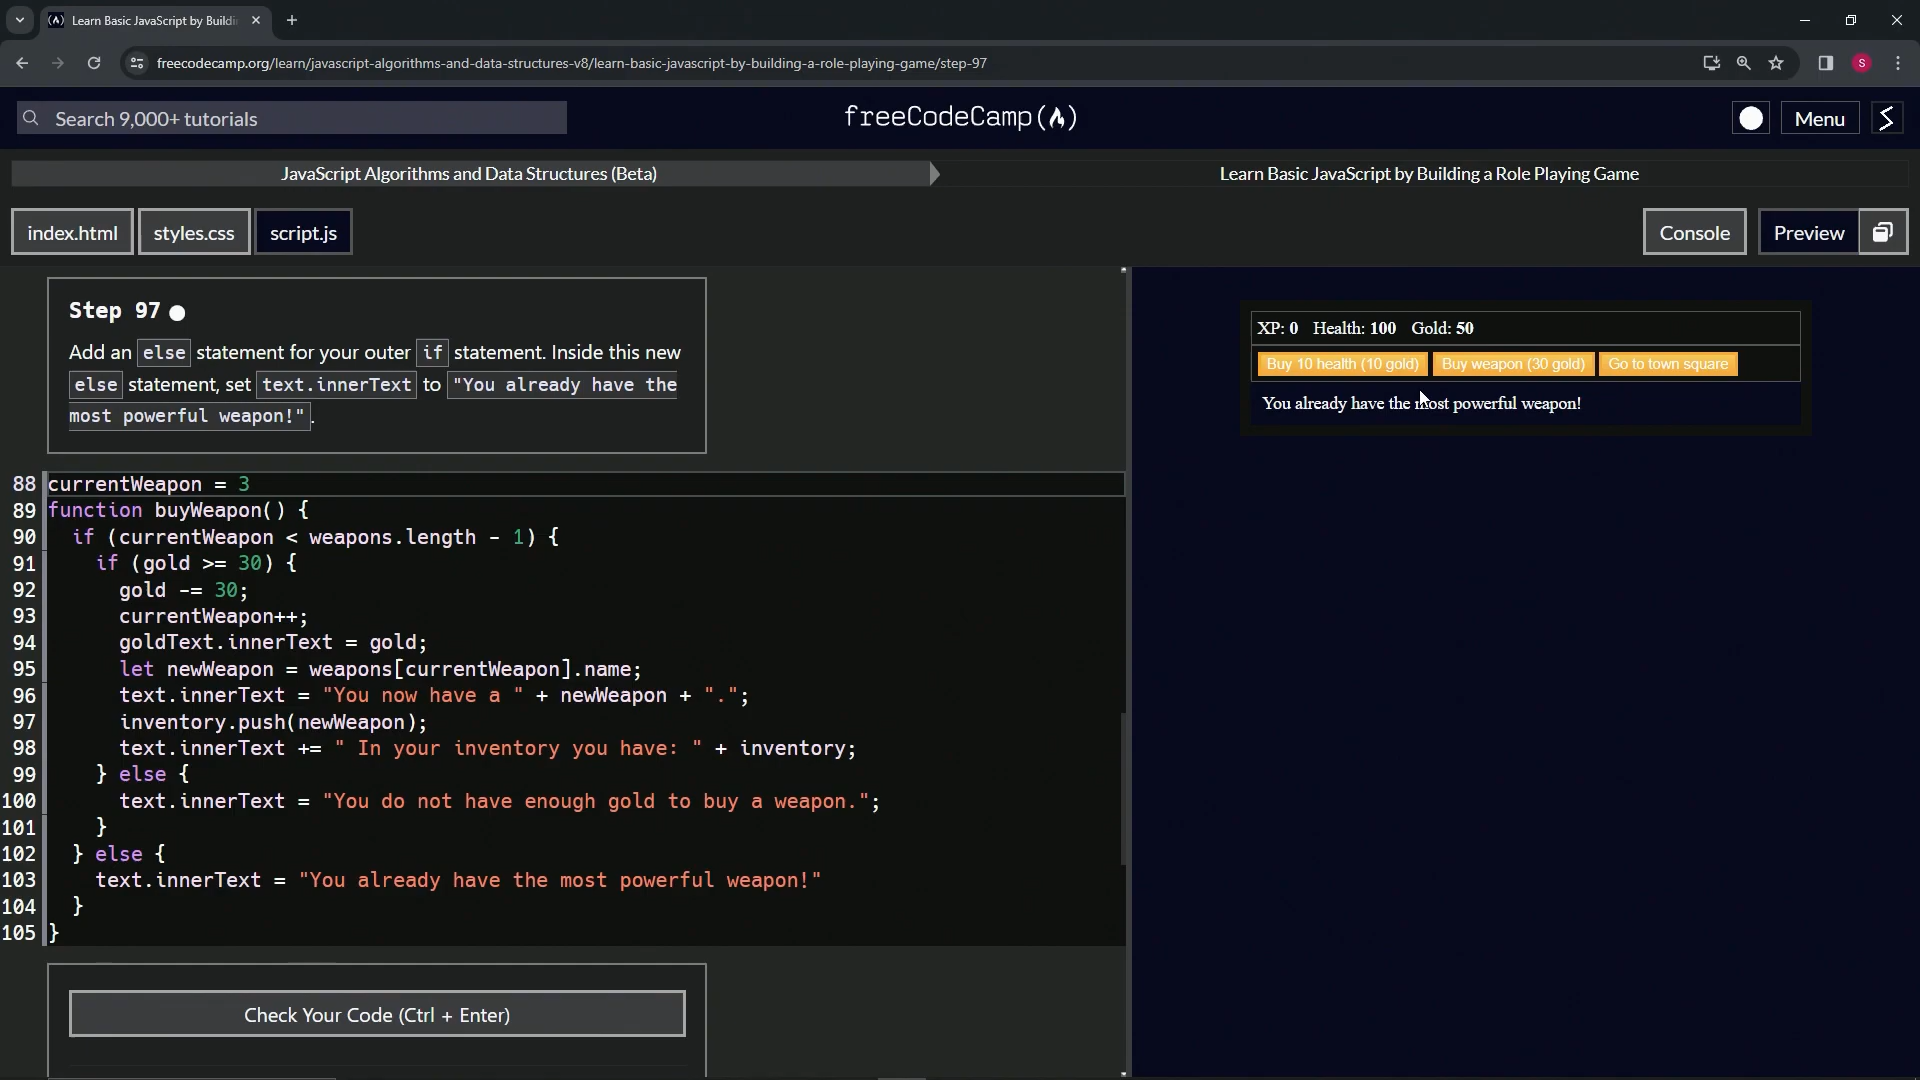 Learn Basic JavaScript by Buildi
freecodecamp.org/learn/javascript-algorithms-and-data-structures-v8/learn-basic-javascript-by-building-a-role-playing-game/step-97
S
Search 9,000+ tutorials
freeCodeCamp(
Menu
JavaScript Algorithms and Data Structures (Beta)
Learn Basic JavaScript by Building a Role Playing Game
index.html
styles.css
script.js
Console
Preview
Step 97
Add an else statement for your outer if statement. Inside this new
else statement, set text.innerText to "You already have the
most powerful weapon!".
88 currentWeapon = 3
89 function buyWeapon() {
90 if (currentWeapon < weapons.length - 1) {
91 if (gold >= 30) {
92 gold -= 30;
93 currentWeapon++;
94 goldText.innerText = gold;
95 let newWeapon = weapons[currentWeapon].name;
96 text.innerText = "You now have a " + newWeapon + ".";
97 inventory.push(newWeapon);
98 text.innerText += " In your inventory you have: " + inventory;
99 } else {
100 text.innerText = "You do not have enough gold to buy a weapon.";
101 }
102 } else {
103 text.innerText = "You already have the most powerful weapon!"
104 }
105 }
Check Your Code (Ctrl + Enter)
XP: 0 Health: 100 Gold: 50
Buy 10 health (10 gold)
Buy weapon (30 gold)
Go to town square
You already have the most powerful weapon!